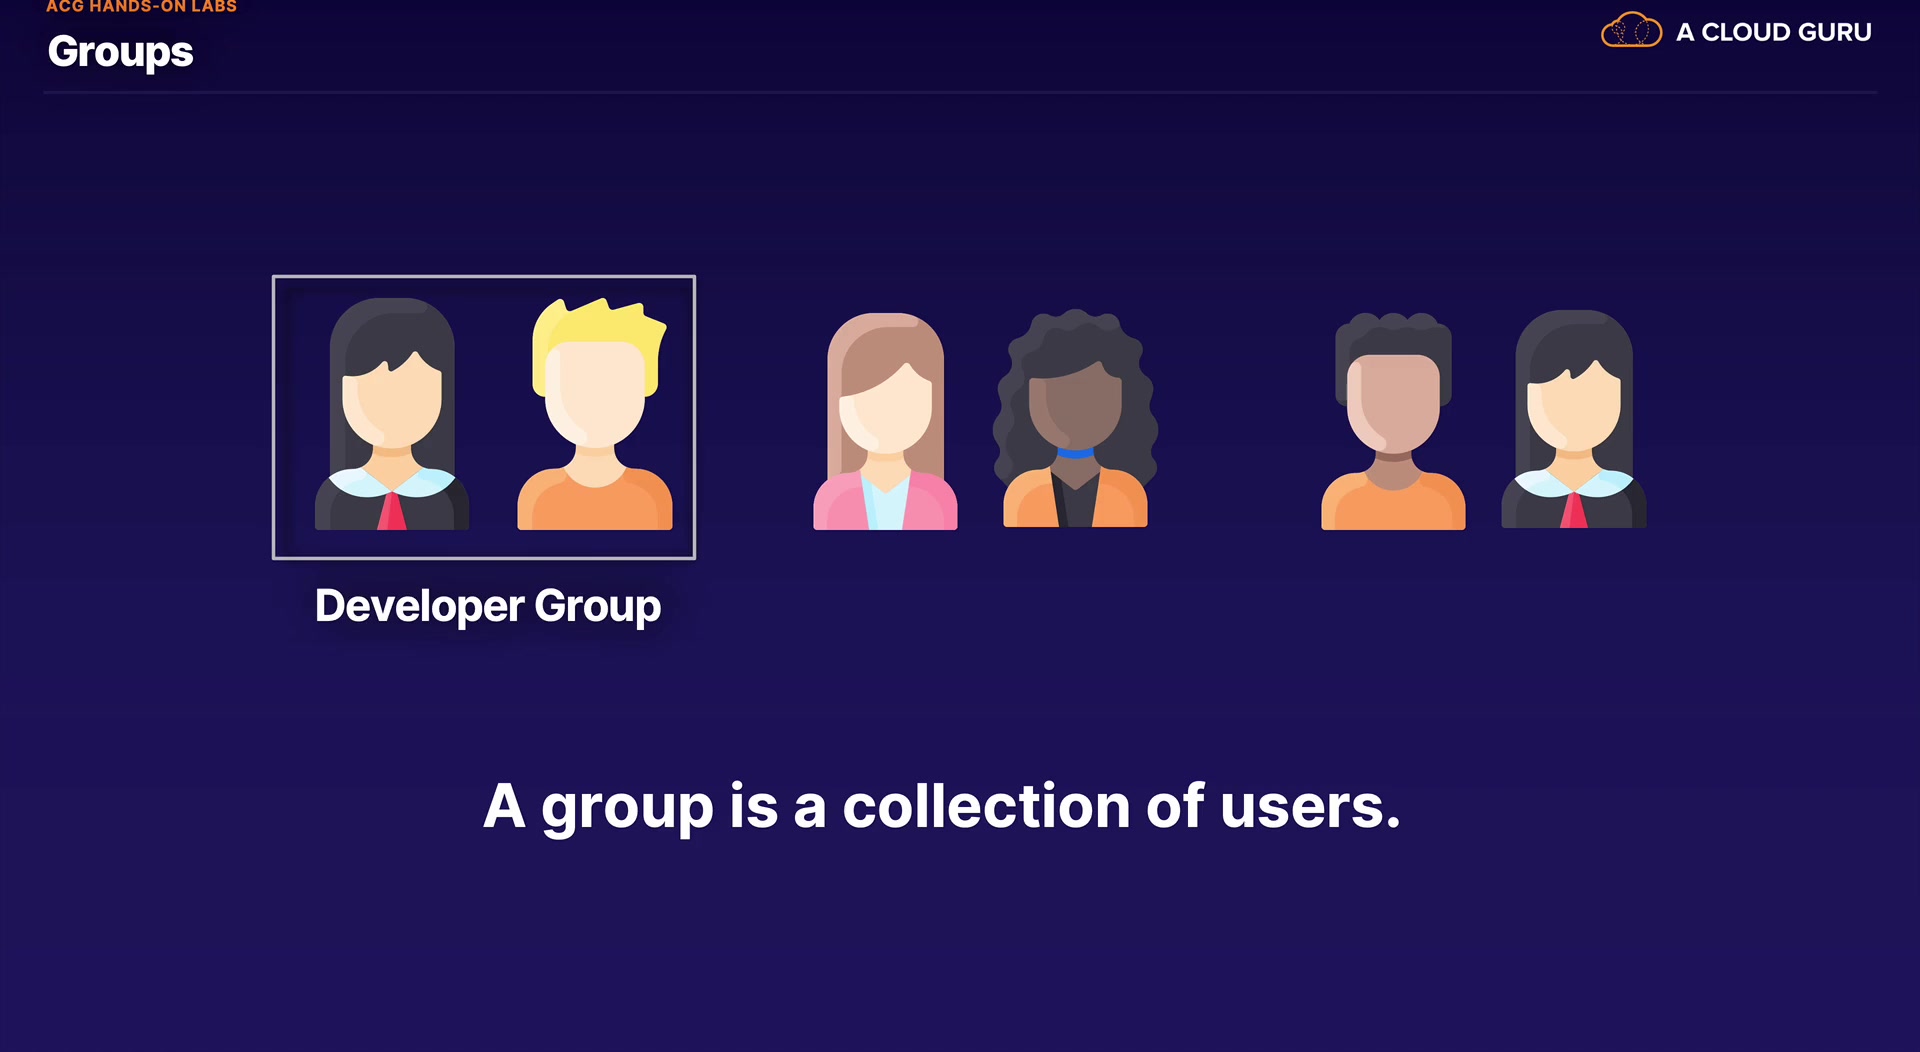 ACG HANDS-ON LABS
Groups
A CLOUD GURU
Developer Group
A group is a collection of users.